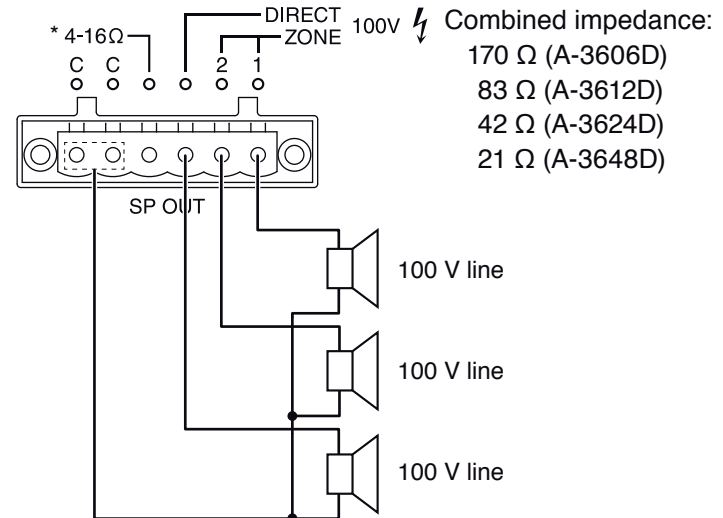 DIRECT
ZONE
100V
* 4-16Ω
C C 2 1
SP OUT
Combined impedance:
170 Ω (A-3606D)
83 Ω (A-3612D)
42 Ω (A-3624D)
21 Ω (A-3648D)
100 V line
100 V line
100 V line